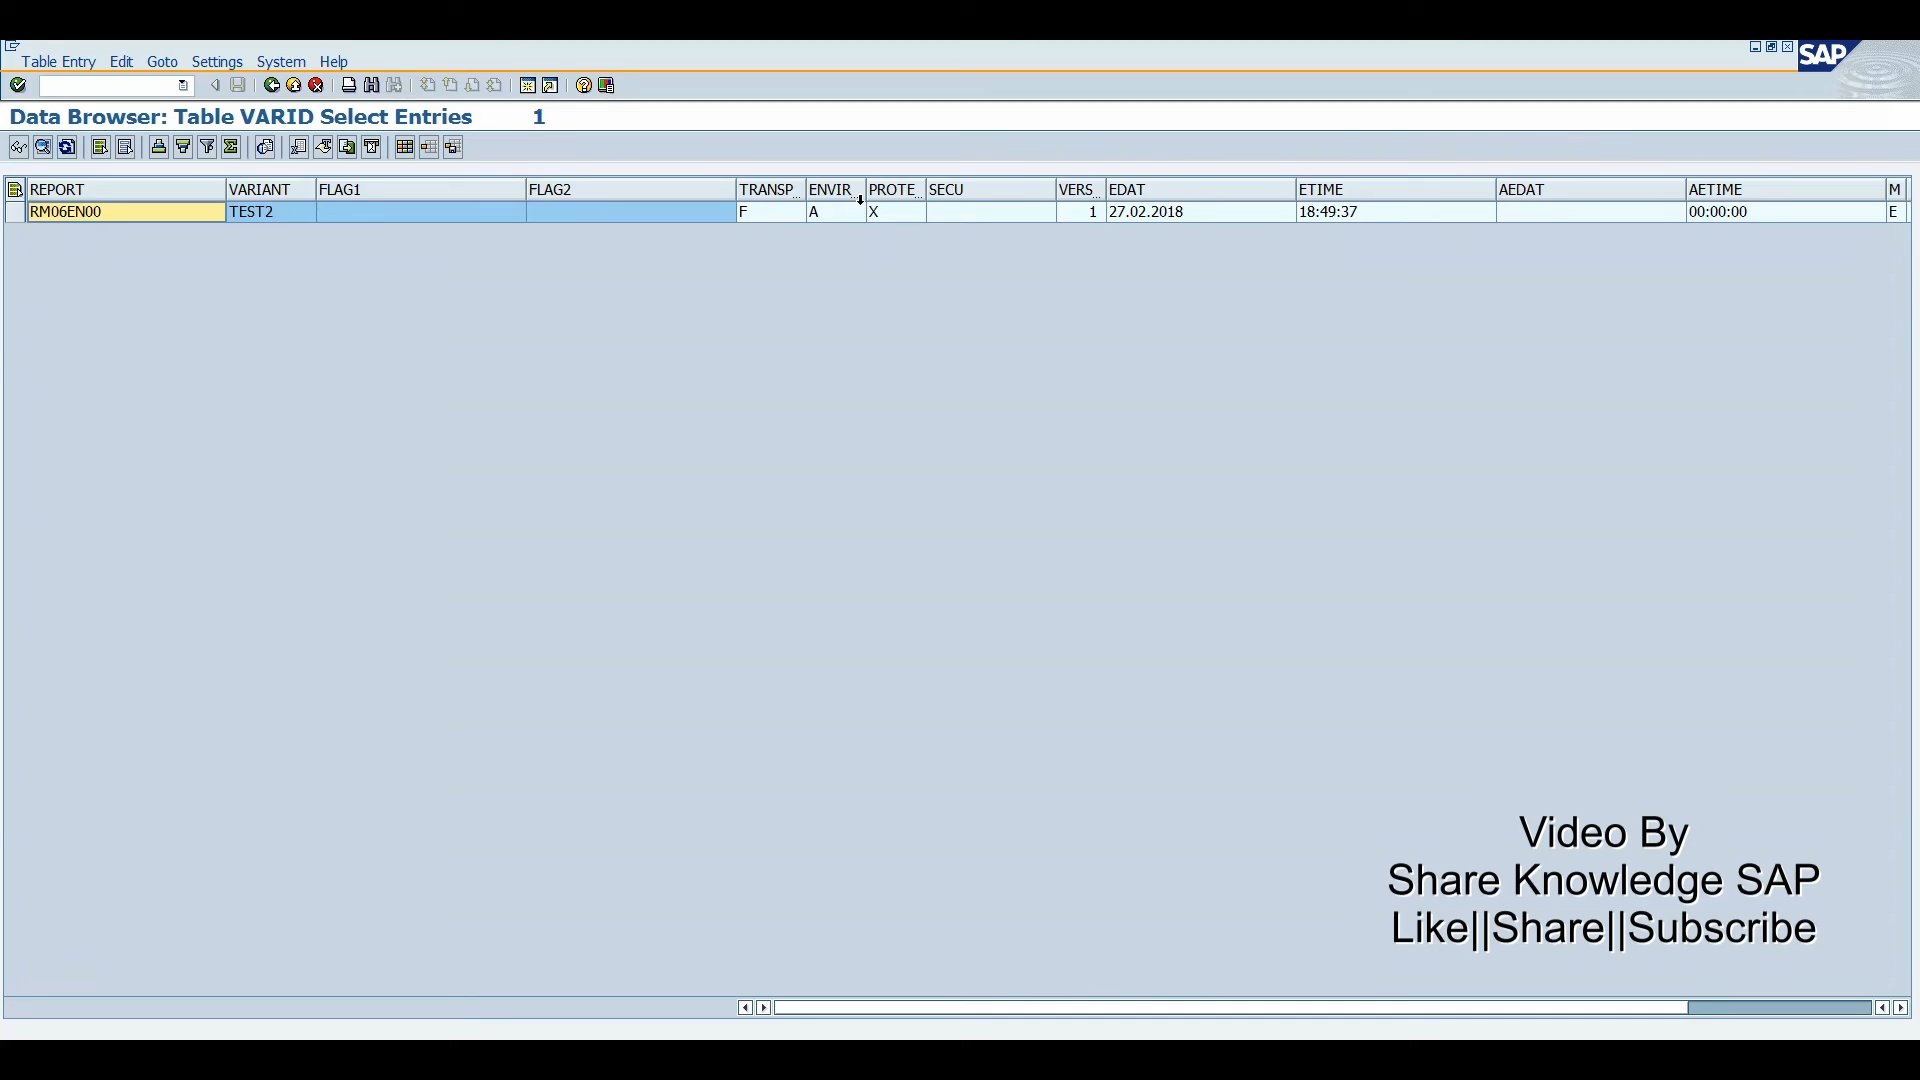 SAP
Table Entry Edit Goto Settings System Help
Data Browser: Table VARID Select Entries 1
REPORT VARIANT FLAG1 FLAG2 TRANSP... ENVIR... PROTE... SECU VERS... EDAT ETIME AEDAT AETIME M
RM06EN00 TEST2 F A X 1 27.02.2018 18:49:37 00:00:00 E
Video By
Share Knowledge SAP
Like||Share||Subscribe